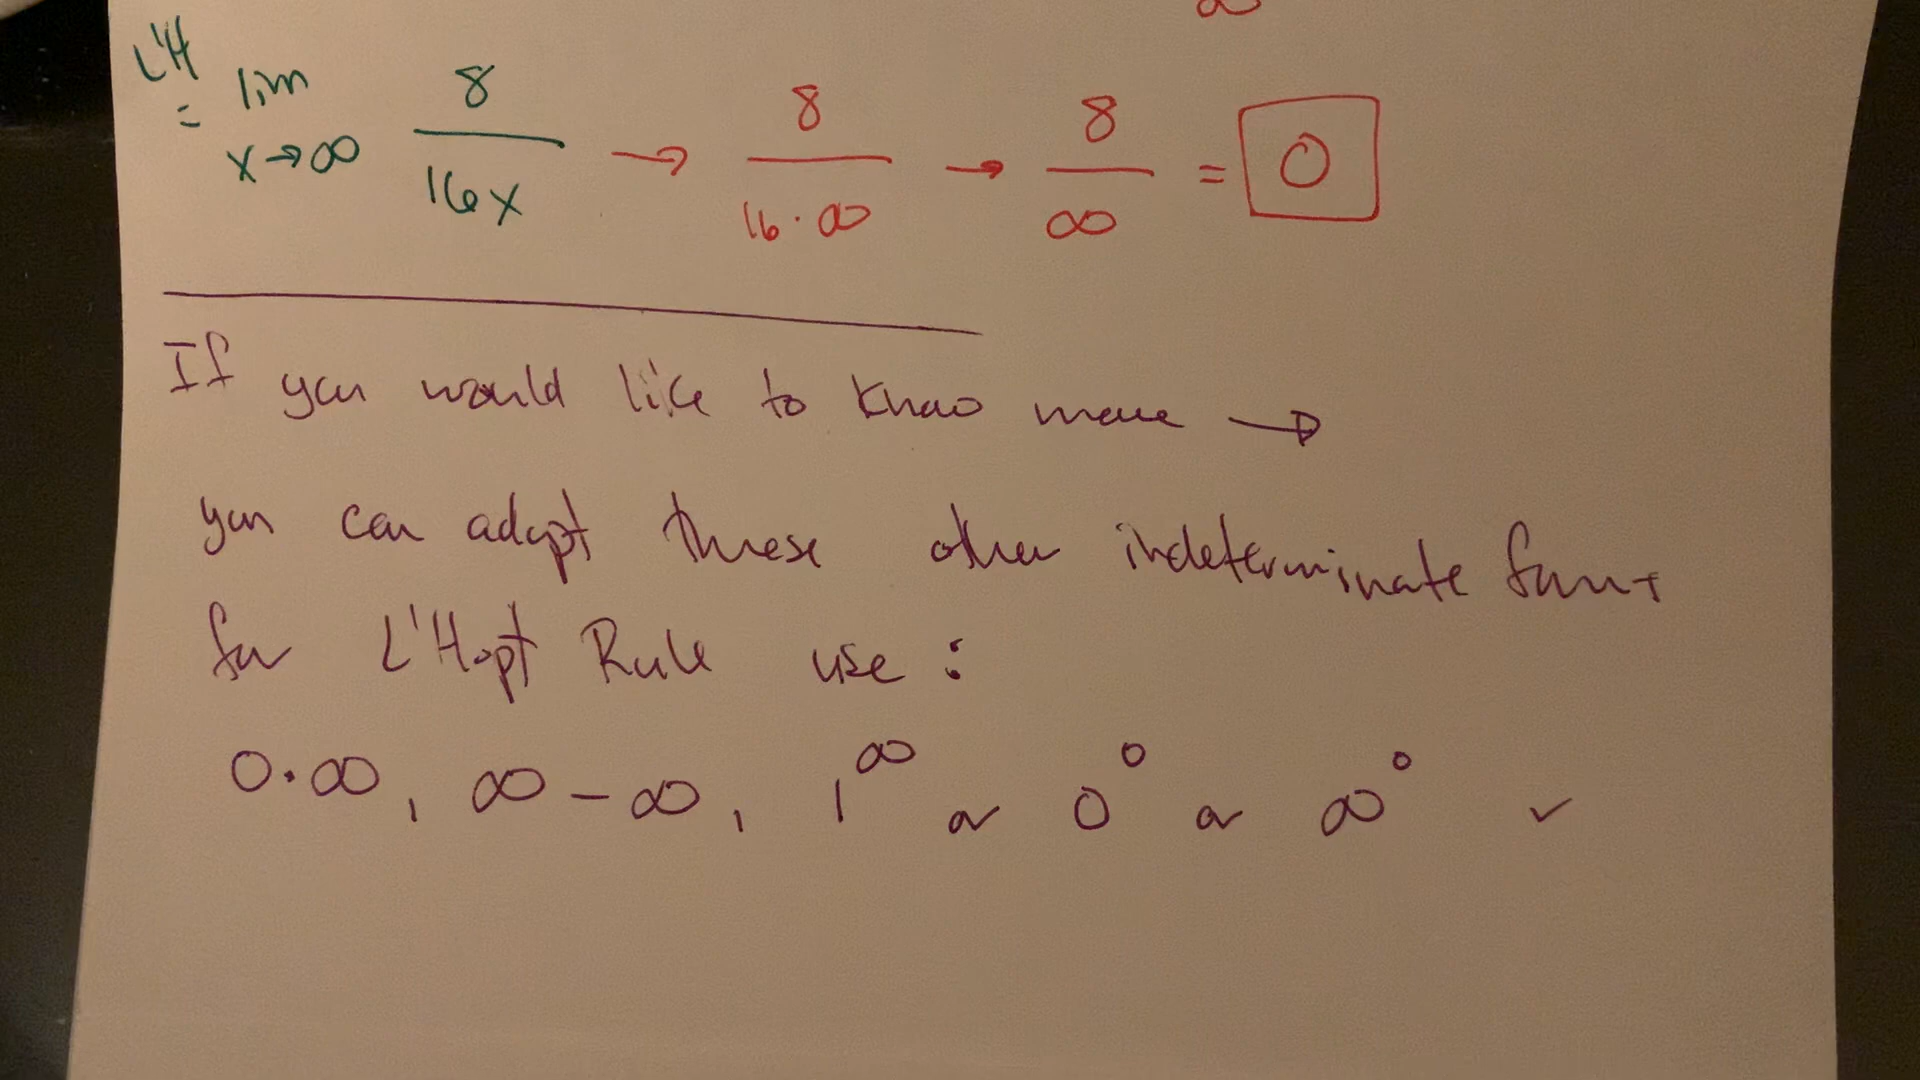 L'H = lim x→∞ 8/16x → 8/16·∞ → 8/∞ = 0
If you would like to know more →
you can adapt these other indeterminate forms
for L'Hopt Rule use:
0·∞, ∞-∞, 1^∞ or 0^0 or ∞^0 ✓